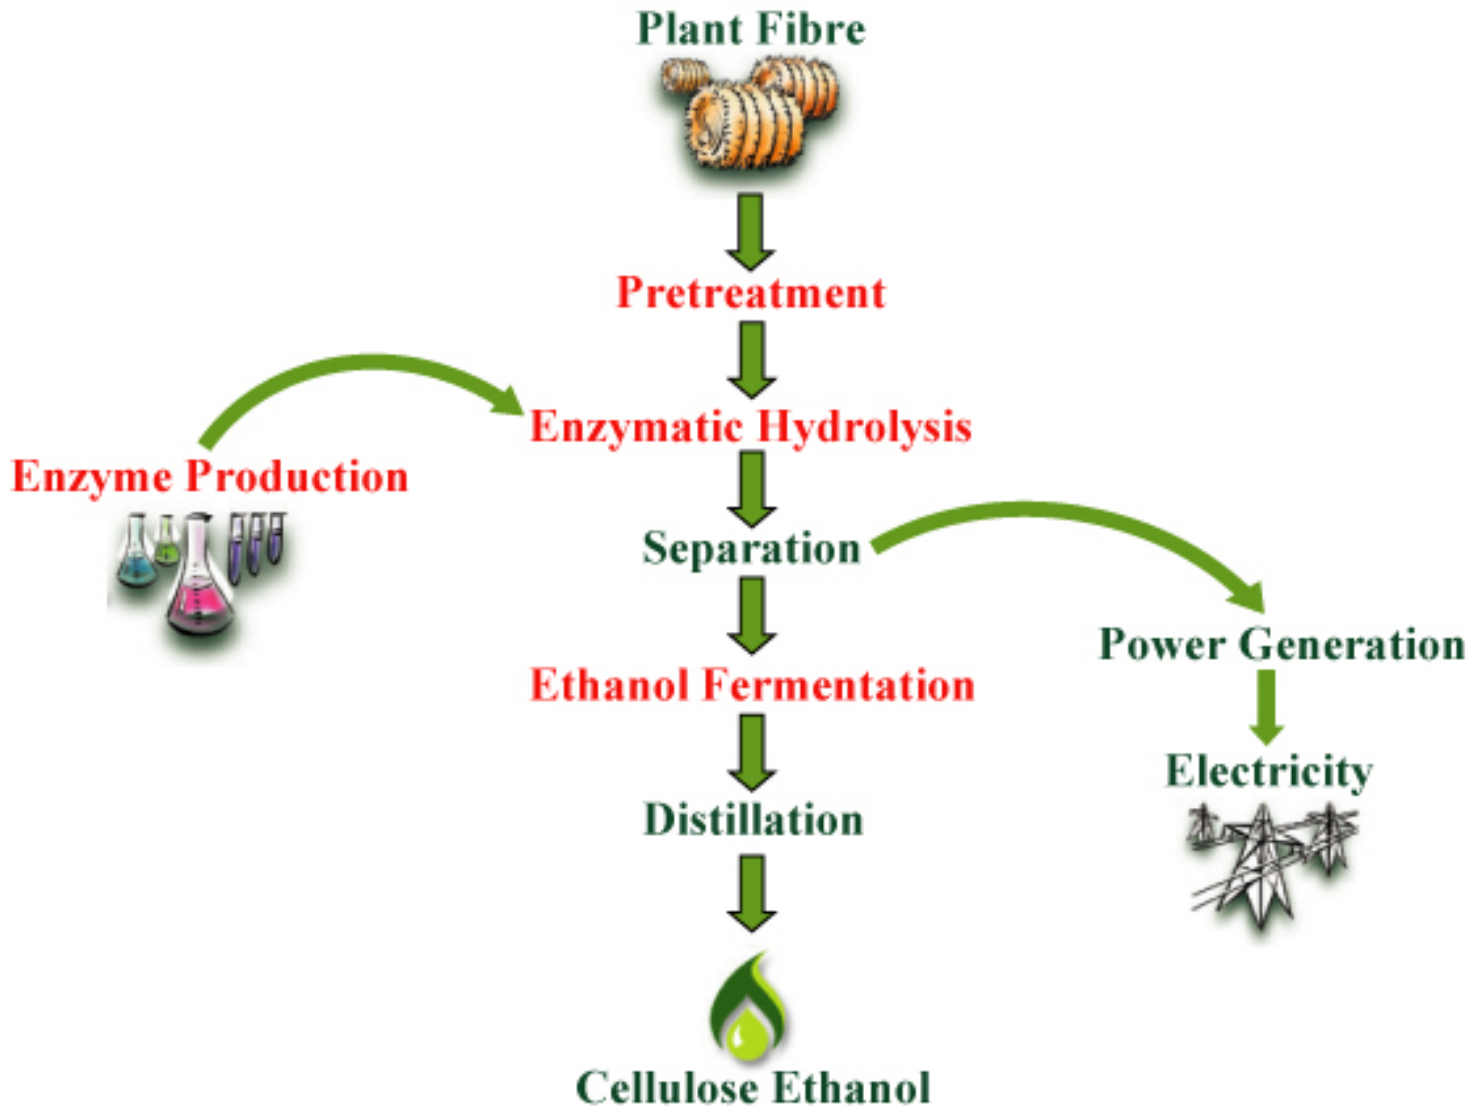 Plant Fibre
Pretreatment
Enzymatic Hydrolysis
Enzyme Production
Separation
Power Generation
Ethanol Fermentation
Electricity
Distillation
Cellulose Ethanol